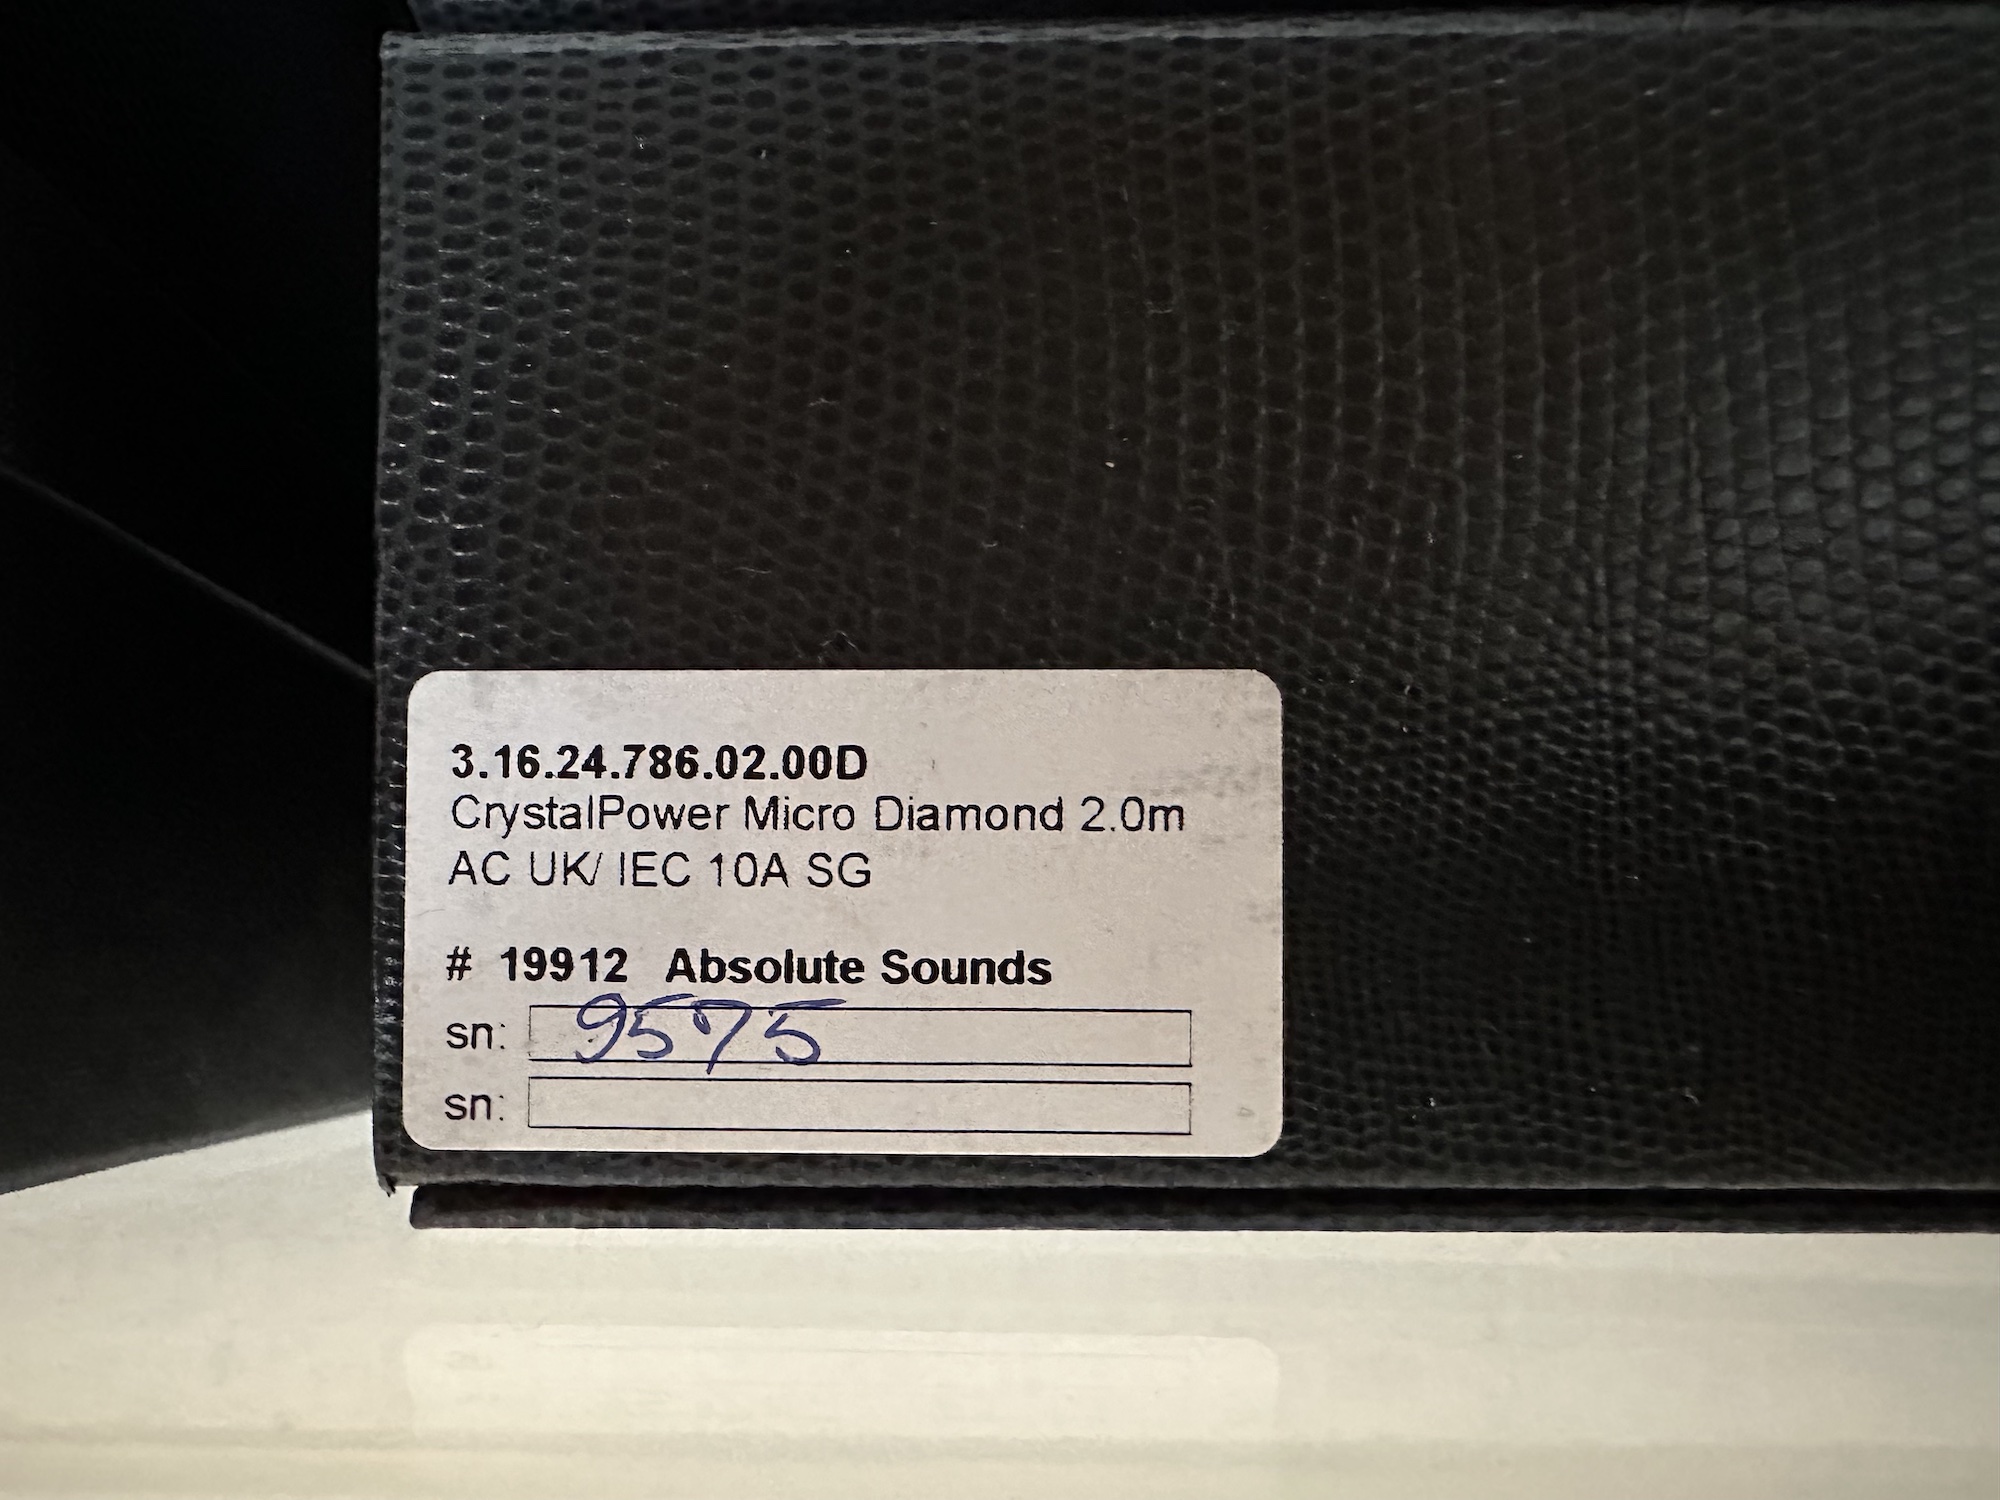 3.16.24.786.02.00D
CrystalPower Micro Diamond 2.0m
AC UK/ IEC 10A SG
# 19912 Absolute Sounds
sn: 9575
sn: